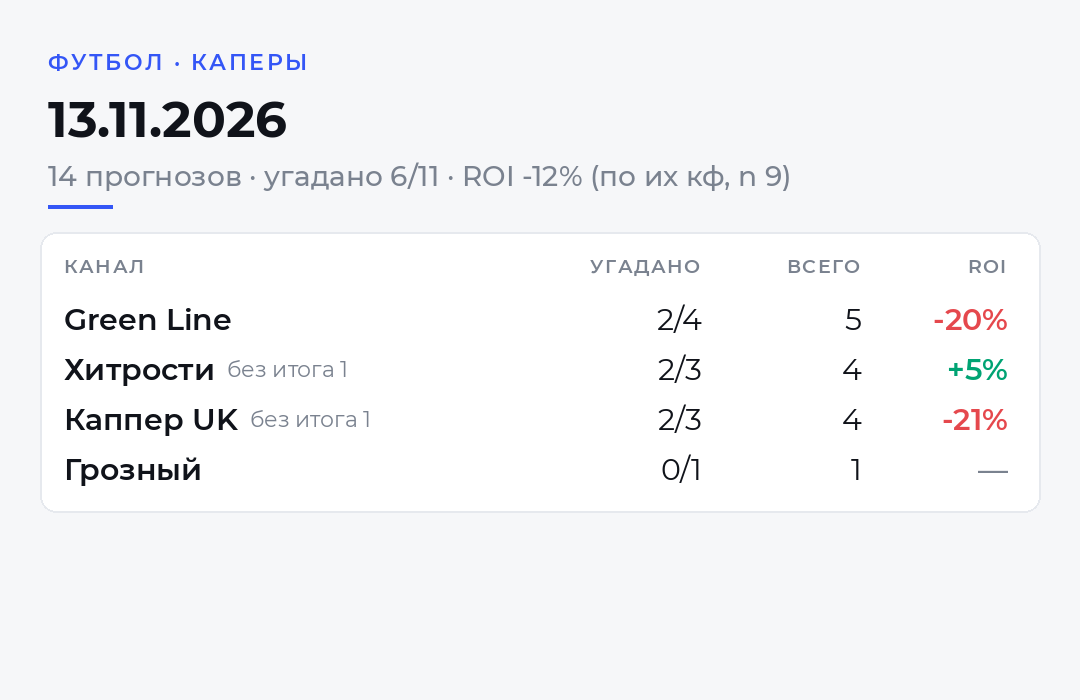 ФУТБОЛ · КАПЕРЫ
13.11.2026
14 прогнозов · угадано 6/11 · ROI -12% (по их кф, n 9)
КАНАЛ УГАДАНО ВСЕГО ROI
Green Line 2/4 5 -20%
Хитрости без итога 1 2/3 4 +5%
Каппер UK без итога 1 2/3 4 -21%
Грозный 0/1 1 —